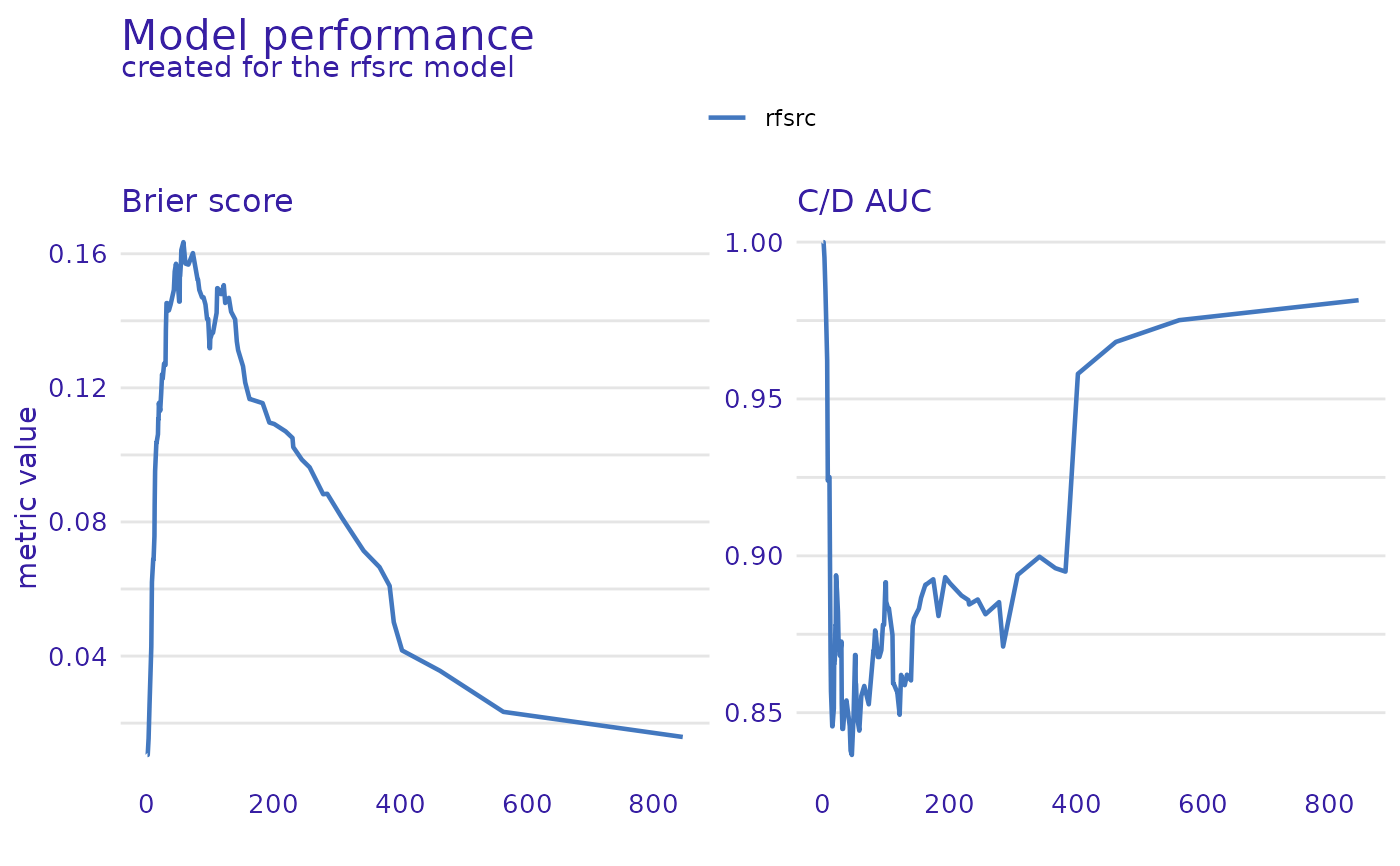 Model performance
created for the rfsrc model
rfsrc
Brier score
C/D AUC
metric value
0.16
0.12
0.08
0.04
0 200 400 600 800
1.00
0.95
0.90
0.85
0 200 400 600 800